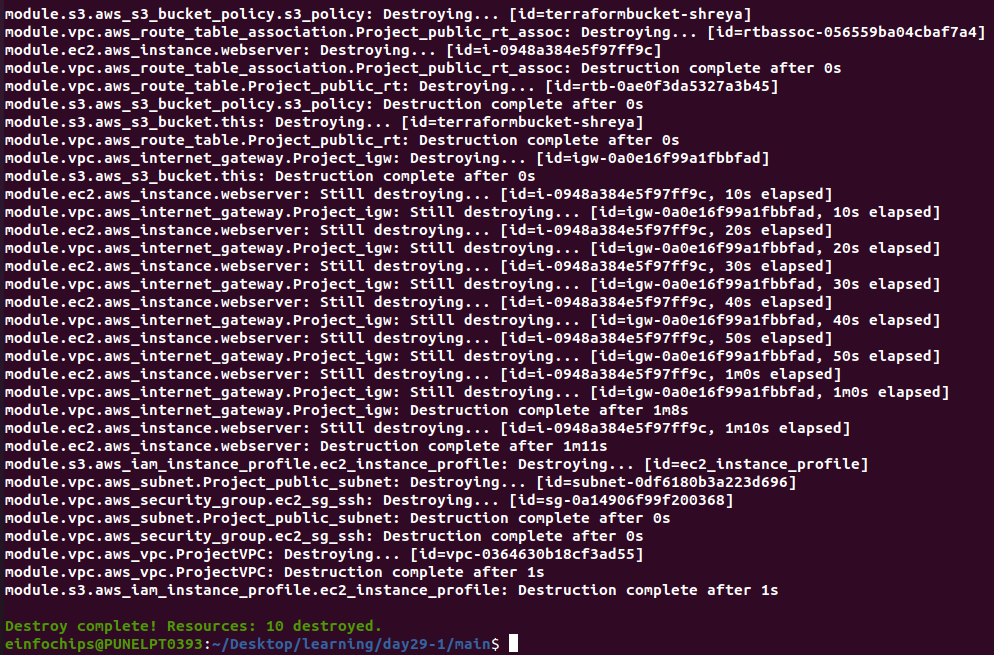 module.s3.aws_s3_bucket_policy.s3_policy: Destroying... [id=terraformbucket-shreya]
module.vpc.aws_route_table_association.Project_public_rt_assoc: Destroying... [id=rtbassoc-056559ba04cbaf7a4]
module.ec2.aws_instance.webserver: Destroying... [id=i-0948a384e5f97ff9c]
module.vpc.aws_route_table_association.Project_public_rt_assoc: Destruction complete after 0s
module.vpc.aws_route_table.Project_public_rt: Destroying... [id=rtb-0ae0f3da5327a3b45]
module.s3.aws_s3_bucket_policy.s3_policy: Destruction complete after 0s
module.s3.aws_s3_bucket.this: Destroying... [id=terraformbucket-shreya]
module.vpc.aws_route_table.Project_public_rt: Destruction complete after 0s
module.vpc.aws_internet_gateway.Project_igw: Destroying... [id=igw-0a0e16f99a1fbbfad]
module.s3.aws_s3_bucket.this: Destruction complete after 0s
module.ec2.aws_instance.webserver: Still destroying... [id=i-0948a384e5f97ff9c, 10s elapsed]
module.vpc.aws_internet_gateway.Project_igw: Still destroying... [id=igw-0a0e16f99a1fbbfad, 10s elapsed]
module.ec2.aws_instance.webserver: Still destroying... [id=i-0948a384e5f97ff9c, 20s elapsed]
module.vpc.aws_internet_gateway.Project_igw: Still destroying... [id=igw-0a0e16f99a1fbbfad, 20s elapsed]
module.ec2.aws_instance.webserver: Still destroying... [id=i-0948a384e5f97ff9c, 30s elapsed]
module.vpc.aws_internet_gateway.Project_igw: Still destroying... [id=igw-0a0e16f99a1fbbfad, 30s elapsed]
module.ec2.aws_instance.webserver: Still destroying... [id=i-0948a384e5f97ff9c, 40s elapsed]
module.vpc.aws_internet_gateway.Project_igw: Still destroying... [id=igw-0a0e16f99a1fbbfad, 40s elapsed]
module.ec2.aws_instance.webserver: Still destroying... [id=i-0948a384e5f97ff9c, 50s elapsed]
module.vpc.aws_internet_gateway.Project_igw: Still destroying... [id=igw-0a0e16f99a1fbbfad, 50s elapsed]
module.ec2.aws_instance.webserver: Still destroying... [id=i-0948a384e5f97ff9c, 1m0s elapsed]
module.vpc.aws_internet_gateway.Project_igw: Still destroying... [id=igw-0a0e16f99a1fbbfad, 1m0s elapsed]
module.vpc.aws_internet_gateway.Project_igw: Destruction complete after 1m8s
module.ec2.aws_instance.webserver: Still destroying... [id=i-0948a384e5f97ff9c, 1m10s elapsed]
module.ec2.aws_instance.webserver: Destruction complete after 1m11s
module.s3.aws_iam_instance_profile.ec2_instance_profile: Destroying... [id=ec2_instance_profile]
module.vpc.aws_subnet.Project_public_subnet: Destroying... [id=subnet-0df6180b3a223d696]
module.vpc.aws_security_group.ec2_sg_ssh: Destroying... [id=sg-0a14906f99f200368]
module.vpc.aws_subnet.Project_public_subnet: Destruction complete after 0s
module.vpc.aws_security_group.ec2_sg_ssh: Destruction complete after 0s
module.vpc.aws_vpc.ProjectVPC: Destroying... [id=vpc-0364630b18cf3ad55]
module.vpc.aws_vpc.ProjectVPC: Destruction complete after 1s
module.s3.aws_iam_instance_profile.ec2_instance_profile: Destruction complete after 1s
Destroy complete! Resources: 10 destroyed.
einfochips@PUNELPT0393:~/Desktop/learning/day29-1/main$